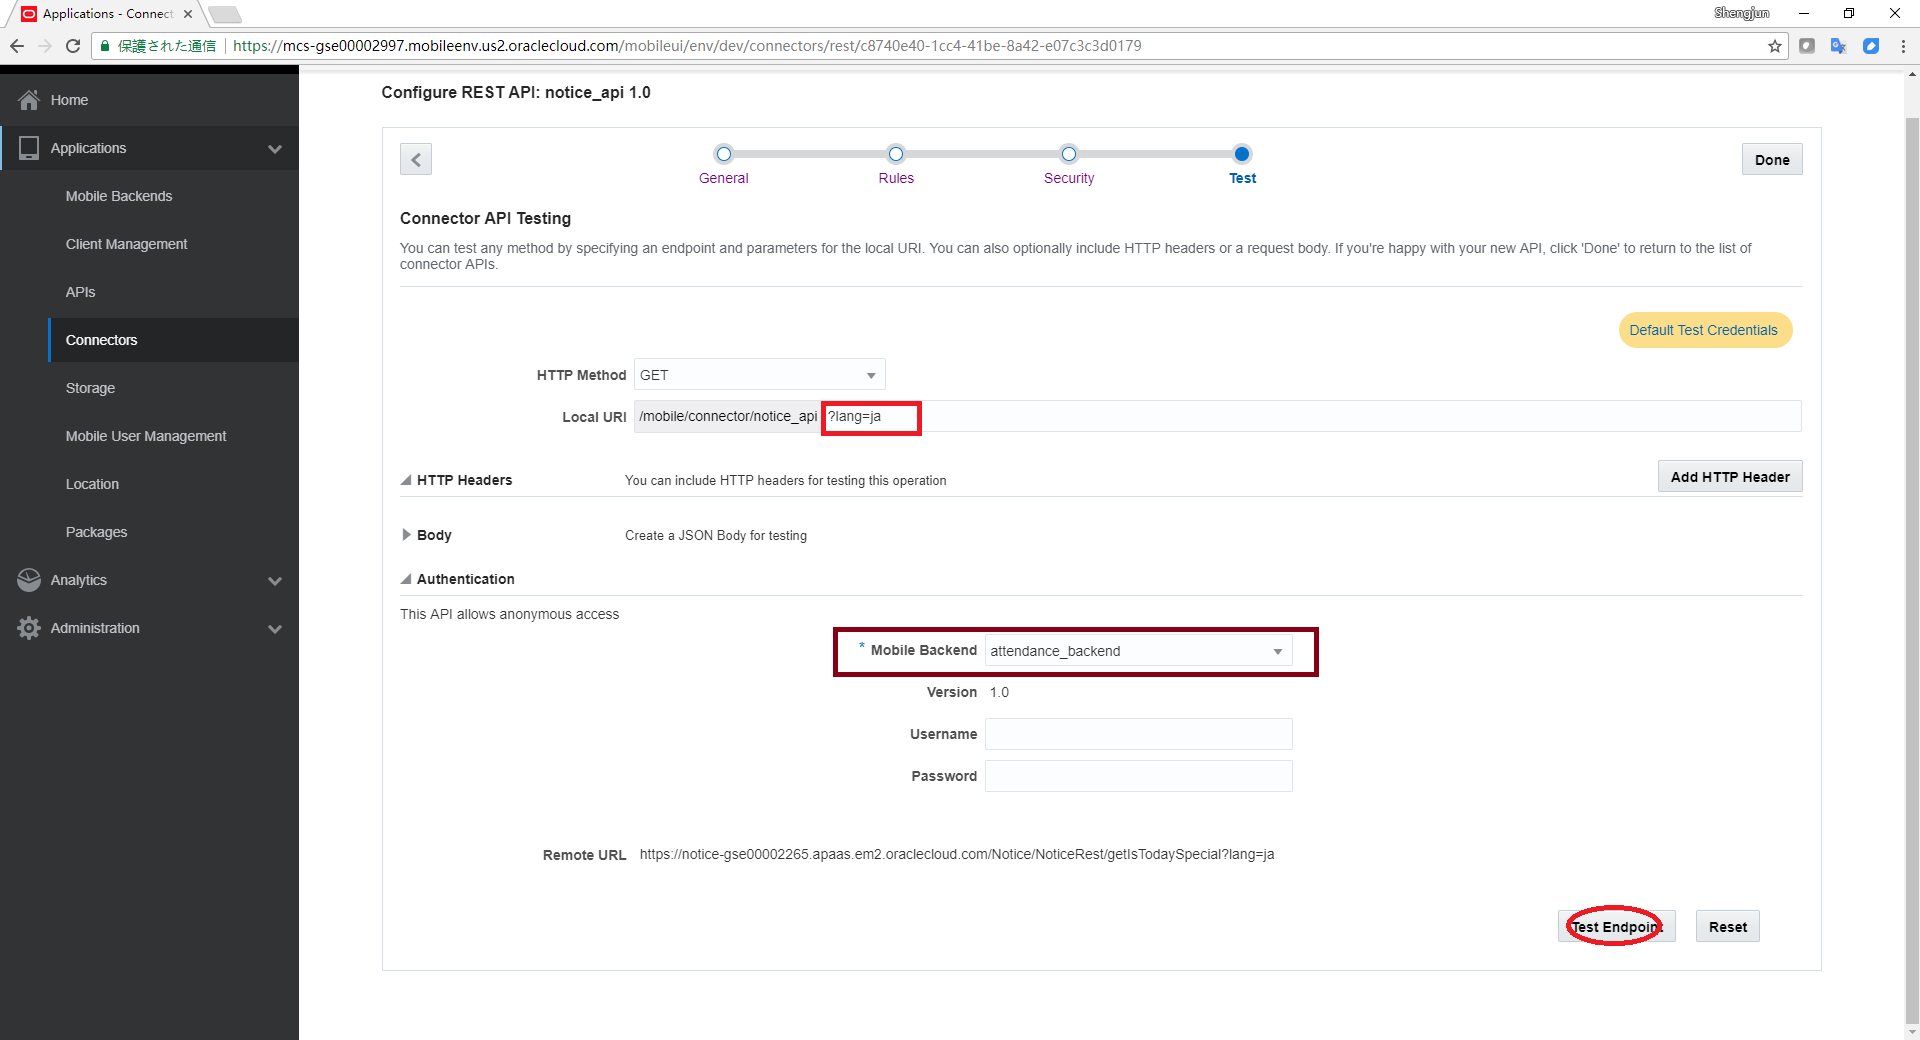 Applications - Connect
Shengjun
保護された通信 https://mcs-gse00002997.mobileenv.us2.oraclecloud.com/mobileui/env/dev/connectors/rest/c8740e40-1cc4-41be-8a42-e07c3c3d0179
Home
Applications
Mobile Backends
Client Management
APIs
Connectors
Storage
Mobile User Management
Location
Packages
Analytics
Administration
Configure REST API: notice_api 1.0
General Rules Security Test
Done
Connector API Testing
You can test any method by specifying an endpoint and parameters for the local URI. You can also optionally include HTTP headers or a request body. If you're happy with your new API, click 'Done' to return to the list of
connector APIs.
Default Test Credentials
HTTP Method GET
Local URI /mobile/connector/notice_api ?lang=ja
HTTP Headers You can include HTTP headers for testing this operation Add HTTP Header
Body Create a JSON Body for testing
Authentication
This API allows anonymous access
* Mobile Backend attendance_backend
Version 1.0
Username
Password
Remote URL https://notice-gse00002265.apaas.em2.oraclecloud.com/Notice/NoticeRest/getIsTodaySpecial?lang=ja
Test Endpoint Reset